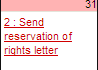 31
2 : Send
reservation of
rights letter